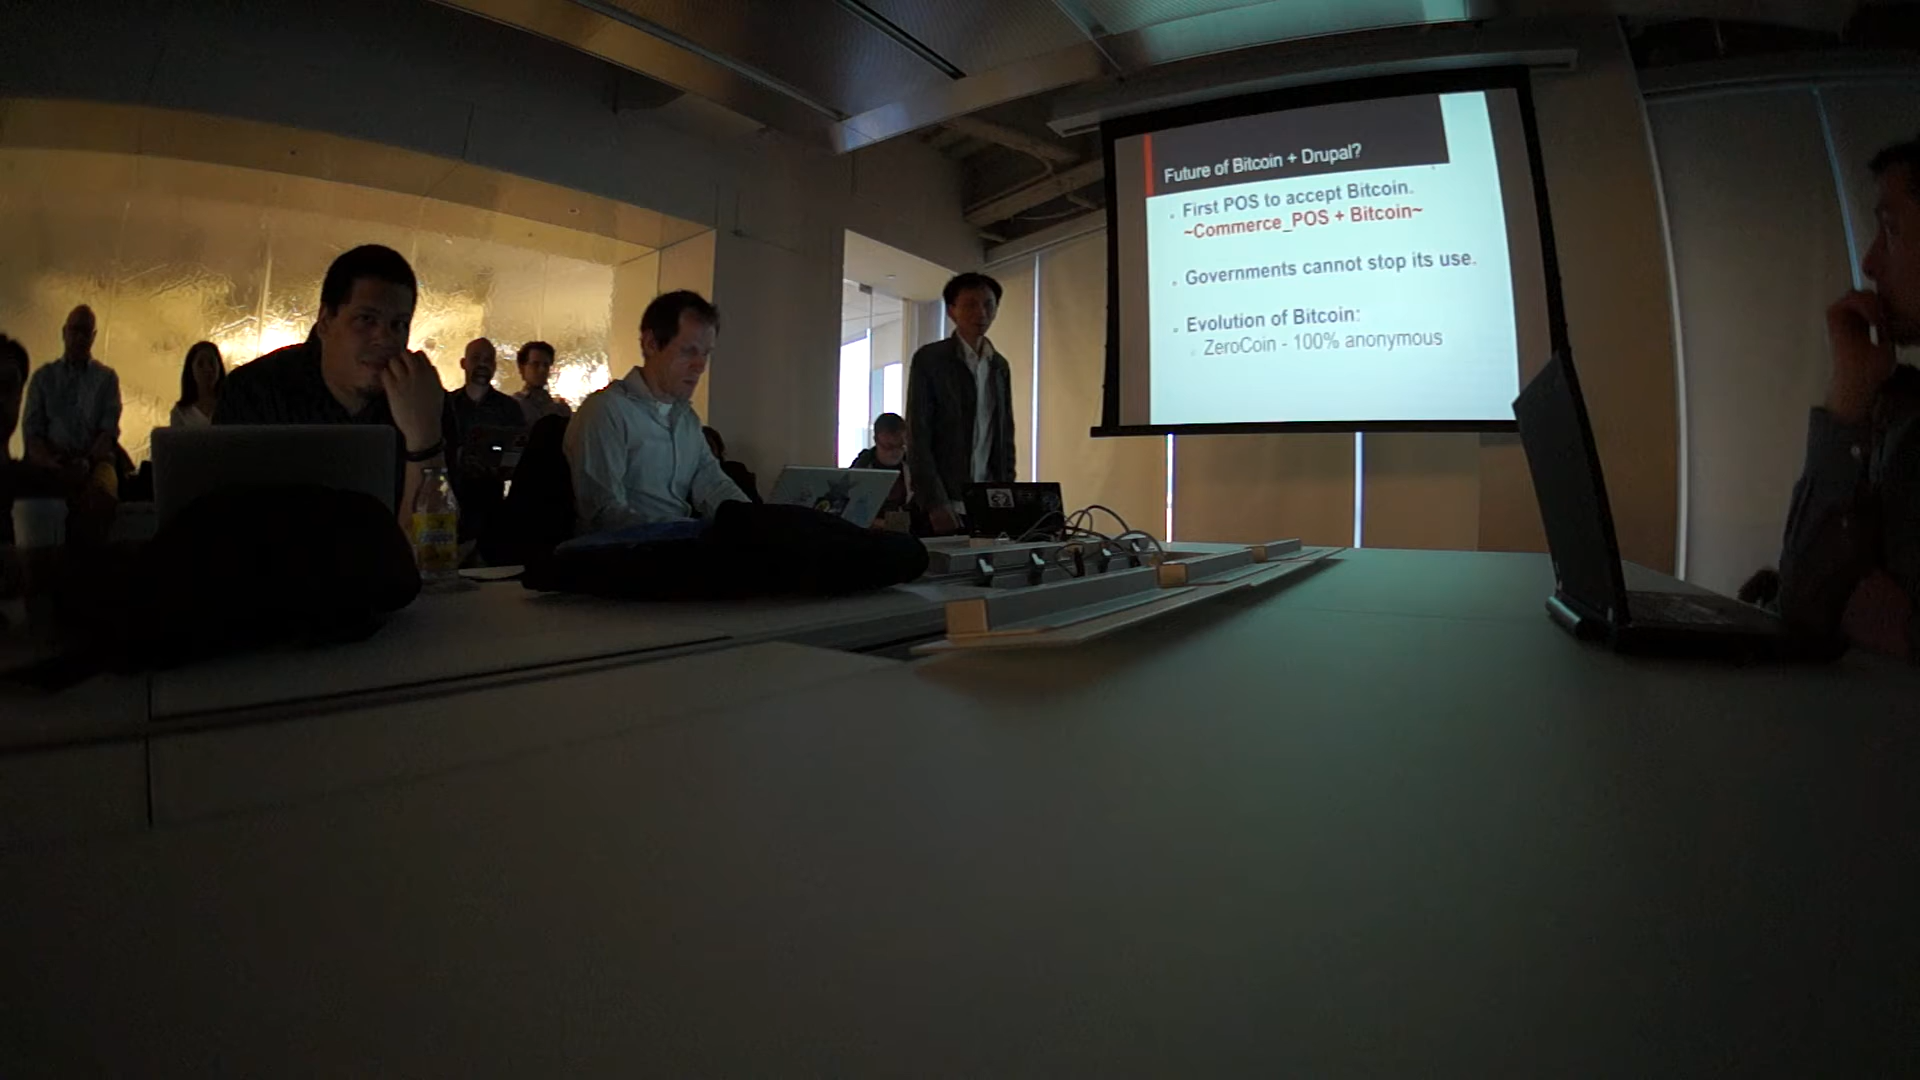 Future of Bitcoin + Drupal?
First POS to accept Bitcoin.
~Commerce_POS + Bitcoin~
Governments cannot stop its use.
Evolution of Bitcoin:
ZeroCoin - 100% anonymous